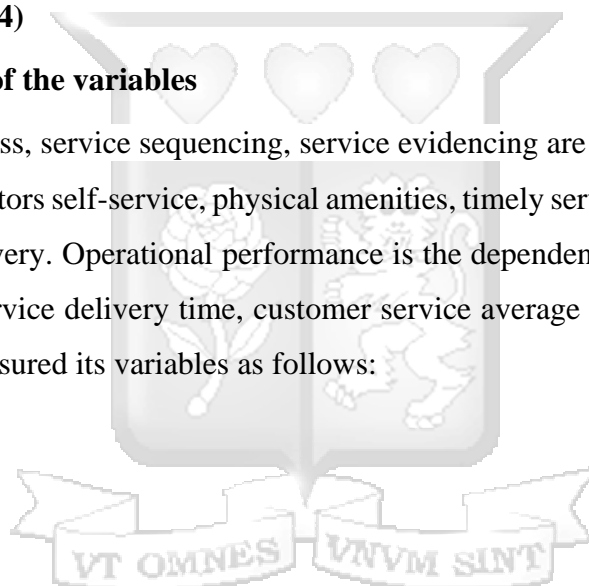 4)
of the variables
ss, service sequencing, service evidencing are
tors self-service, physical amenities, timely ser
very. Operational performance is the dependen
rvice delivery time, customer service average
sured its variables as follows:
VT OMNES VNVM SINT